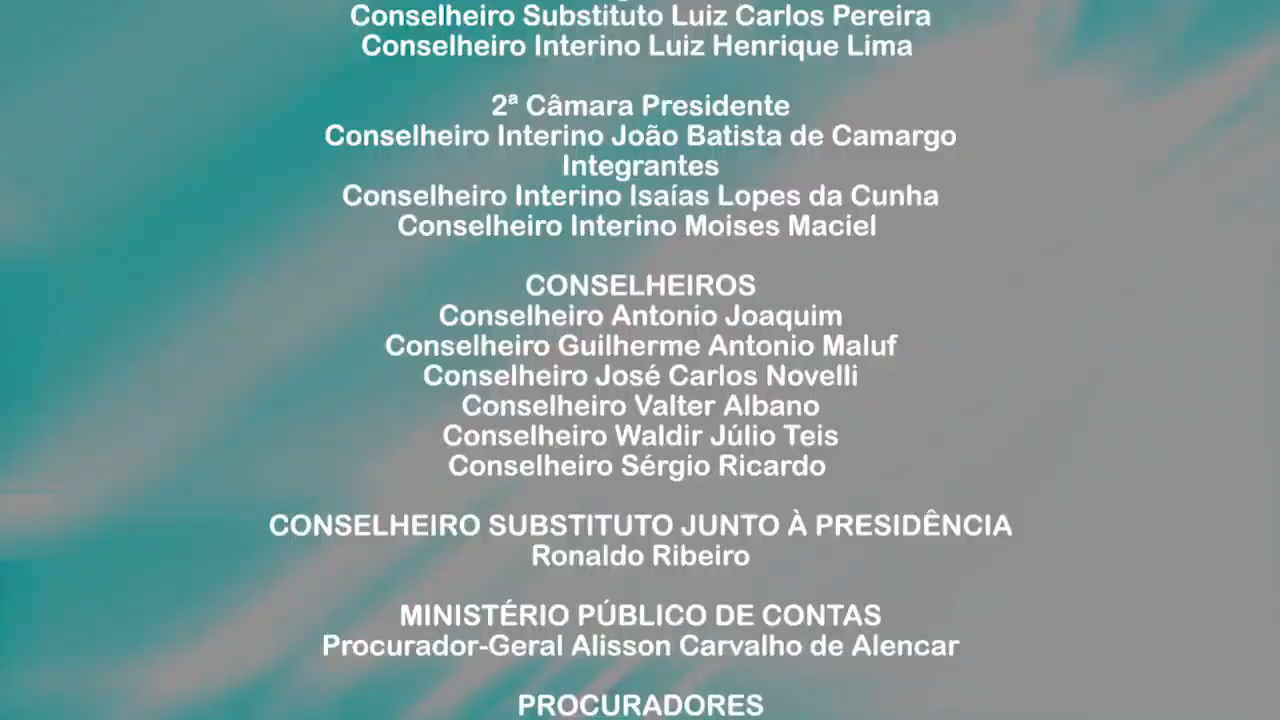 Conselheiro Substituto Luiz Carlos Pereira
Conselheiro Interino Luiz Henrique Lima
2ª Câmara Presidente
Conselheiro Interino João Batista de Camargo
Integrantes
Conselheiro Interino Isaías Lopes da Cunha
Conselheiro Interino Moises Maciel
CONSELHEIROS
Conselheiro Antonio Joaquim
Conselheiro Guilherme Antonio Maluf
Conselheiro José Carlos Novelli
Conselheiro Valter Albano
Conselheiro Waldir Júlio Teis
Conselheiro Sérgio Ricardo
CONSELHEIRO SUBSTITUTO JUNTO À PRESIDÊNCIA
Ronaldo Ribeiro
MINISTÉRIO PÚBLICO DE CONTAS
Procurador-Geral Alisson Carvalho de Alencar
PROCURADORES